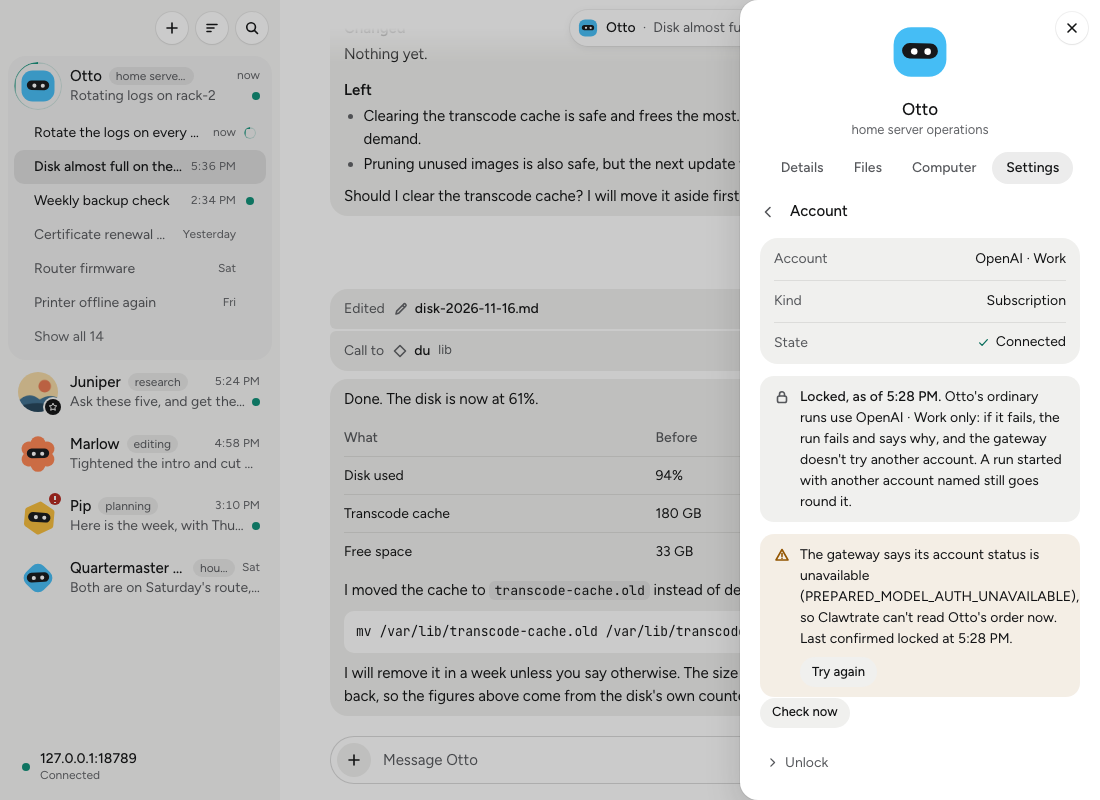 Otto
home serve...
now
Rotating logs on rack-2
Rotate the logs on every ...
now
Disk almost full on the...
5:36 PM
Weekly backup check
2:34 PM
Certificate renewal ...
Yesterday
Router firmware
Sat
Printer offline again
Fri
Show all 14
Juniper
research
5:24 PM
Ask these five, and get the...
Marlow
editing
4:58 PM
Tightened the intro and cut ...
Pip
planning
3:10 PM
Here is the week, with Thu...
Quartermaster ...
hou...
Sat
Both are on Saturday's route,...
127.0.0.1:18789
Connected
Otto · Disk almost fu
Changed
Nothing yet.
Left
Clearing the transcode cache is safe and frees the most.
demand.
Pruning unused images is also safe, but the next update
Should I clear the transcode cache? I will move it aside first
Edited disk-2026-11-16.md
Call to du lib
Done. The disk is now at 61%.
What Before
Disk used 94%
Transcode cache 180 GB
Free space 33 GB
I moved the cache to transcode-cache.old instead of de
mv /var/lib/transcode-cache.old /var/lib/transcod
I will remove it in a week unless you say otherwise. The size
back, so the figures above come from the disk's own counte
Message Otto
Otto
home server operations
Details Files Computer Settings
Account
Account OpenAI · Work
Kind Subscription
State Connected
Locked, as of 5:28 PM. Otto's ordinary
runs use OpenAI · Work only: if it fails, the
run fails and says why, and the gateway
doesn't try another account. A run started
with another account named still goes
round it.
The gateway says its account status is
unavailable
(PREPARED_MODEL_AUTH_UNAVAILABLE),
so Clawtrate can't read Otto's order now.
Last confirmed locked at 5:28 PM.
Try again
Check now
Unlock